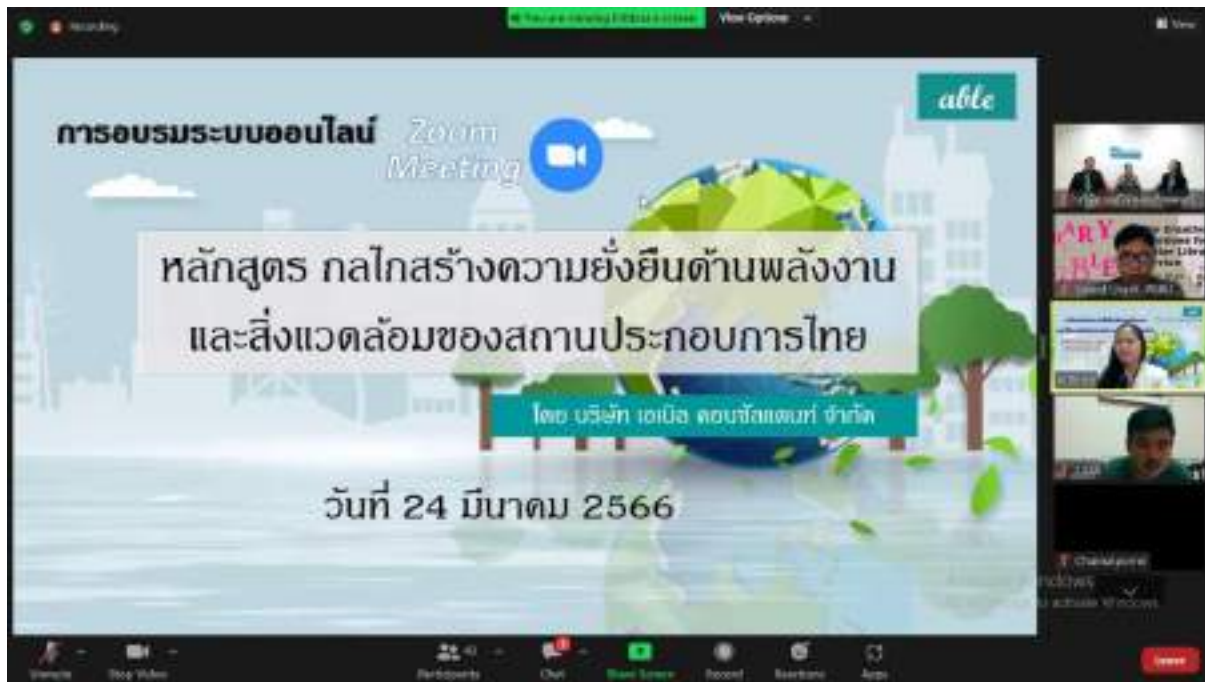 Recording
View Options
View
able
การอบรมระบบออนไลน์
Zoom
Meeting
หลักสูตร กลไกสร้างความยั่งยืนด้านพลังงาน
และสิ่งแวดล้อมของสถานประกอบการไทย
โดย บริษัท เอเบิล คอนซัลแตนท์ จำกัด
วันที่ 24 มีนาคม 2566
Unmute
Stop Video
Participants
Chat
Share Screen
Record
Reactions
Apps
Leave